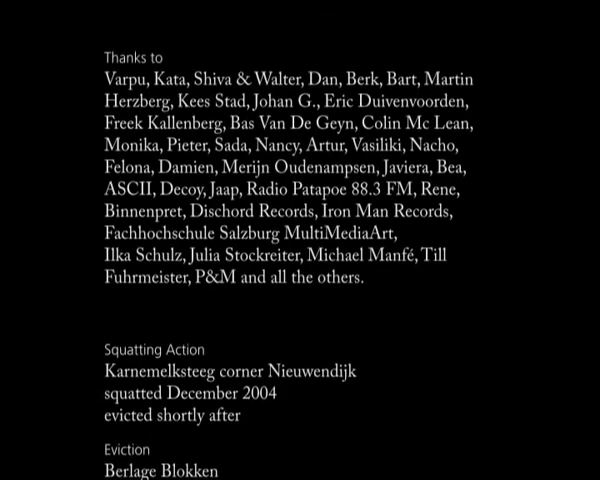 Thanks to
Varpu, Kata, Shiva & Walter, Dan, Berk, Bart, Martin
Herzberg, Kees Stad, Johan G., Eric Duivenvoorden,
Freek Kallenberg, Bas Van De Geyn, Colin Mc Lean,
Monika, Pieter, Sada, Nancy, Artur, Vasiliki, Nacho,
Felona, Damien, Merijn Oudenampsen, Javiera, Bea,
ASCII, Decoy, Jaap, Radio Patapoe 88.3 FM, Rene,
Binnenpret, Dischord Records, Iron Man Records,
Fachhochschule Salzburg MultiMediaArt,
Ilka Schulz, Julia Stockreiter, Michael Manfé, Till
Fuhrmeister, P&M and all the others.
Squatting Action
Karnemelksteeg corner Nieuwendijk
squatted December 2004
evicted shortly after
Eviction
Berlage Blokken